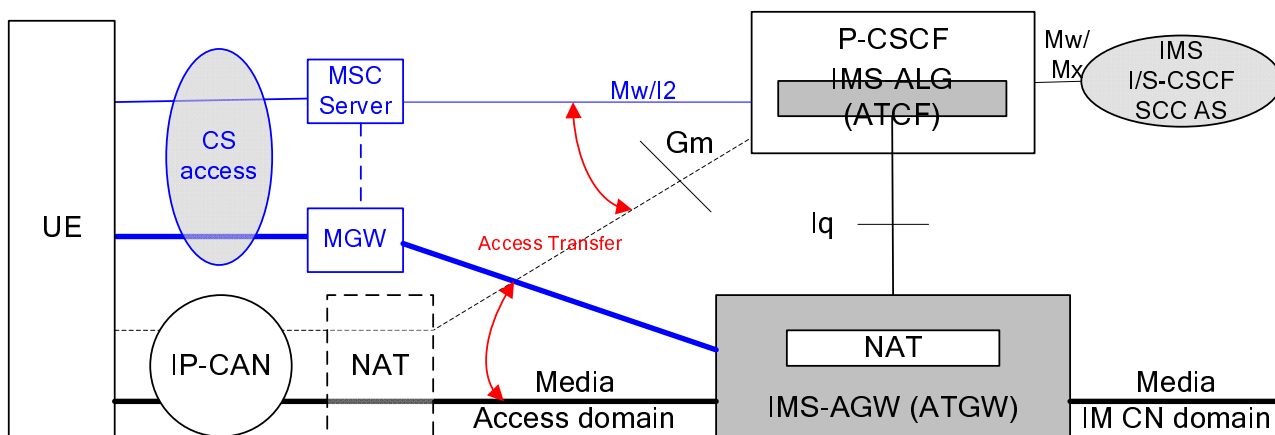 UE
CS
access
MSC
Server
MGW
Mw/I2
Gm
Access Transfer
P-CSCF
IMS-ALG
(ATCF)
Mw/
Mx
IMS
I/S-CSCF
SCC AS
Iq
IP-CAN
NAT
Media
Access domain
NAT
IMS-AGW (ATGW)
Media
IM CN domain